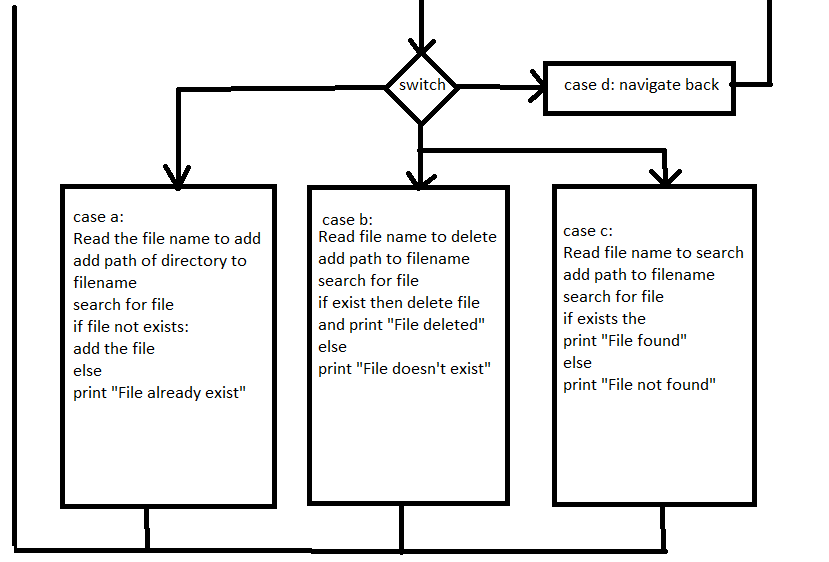 switch
case d: navigate back
case a:
Read the file name to add
add path of directory to
filename
search for file
if file not exists:
add the file
else
print "File already exist"
case b:
Read file name to delete
add path to filename
search for file
if exist then delete file
and print "File deleted"
else
print "File doesn't exist"
case c:
Read file name to search
add path to filename
search for file
if exists the
print "File found"
else
print "File not found"